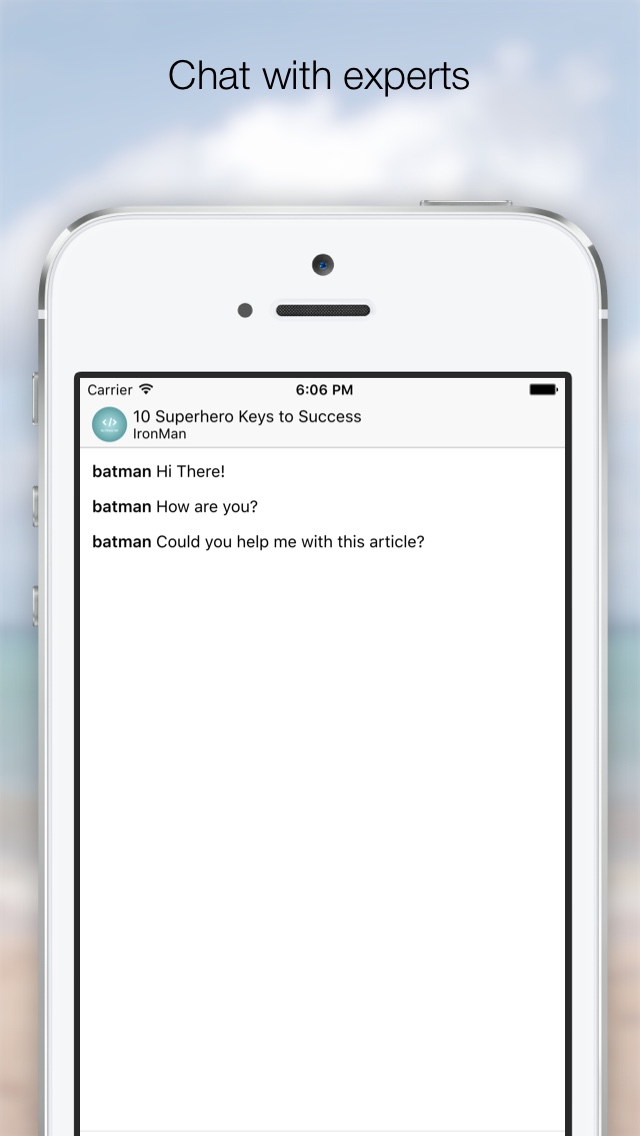 Chat with experts
Carrier 6:06 PM
10 Superhero Keys to Success
IronMan
batman Hi There!
batman How are you?
batman Could you help me with this article?